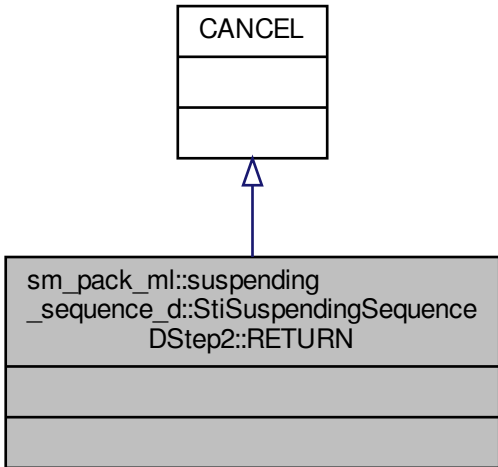 CANCEL
sm_pack_ml::suspending
_sequence_d::StiSuspendingSequence
DStep2::RETURN